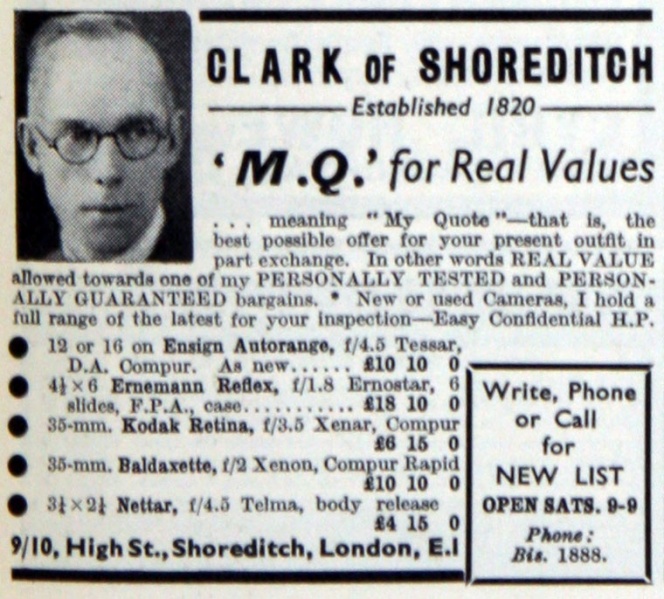 CLARK OF SHOREDITCH
Established 1820
'M.Q.' for Real Values
. . . meaning "My Quote"—that is, the
best possible offer for your present outfit in
part exchange. In other words REAL VALUE
allowed towards one of my PERSONALLY TESTED and PERSON-
ALLY GUARANTEED bargains. * New or used Cameras, I hold a
full range of the latest for your inspection—Easy Confidential H.P.
● 12 or 16 on Ensign Autorange, f/4.5 Tessar,
D.A. Compur. As new...... £10 10 0
● 4½×6 Ernemann Reflex, f/1.8 Ernostar, 6
slides, F.P.A., case........... £18 10 0
● 35-mm. Kodak Retina, f/3.5 Xenar, Compur
£6 15 0
● 35-mm. Baldaxette, f/2 Xenon, Compur Rapid
£10 10 0
● 3¼×2¼ Nettar, f/4.5 Telma, body release
£4 15 0
9/10, High St., Shoreditch, London, E.1
Write, Phone
or Call
for
NEW LIST
OPEN SATS. 9-9
Phone:
Bis. 1888.